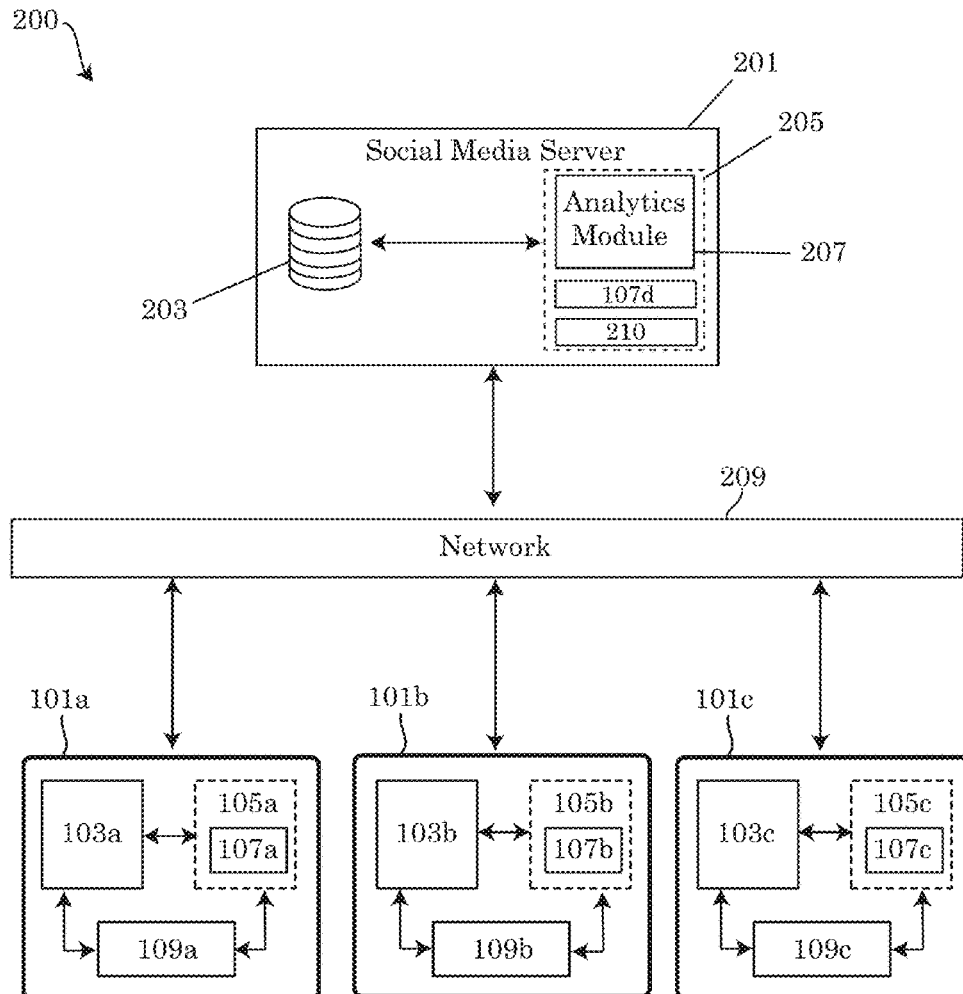 200
201
Social Media Server
205
Analytics
Module
207
203
107d
210
209
Network
101a
101b
101c
103a
105a
107a
109a
103b
105b
107b
109b
103c
105c
107c
109c